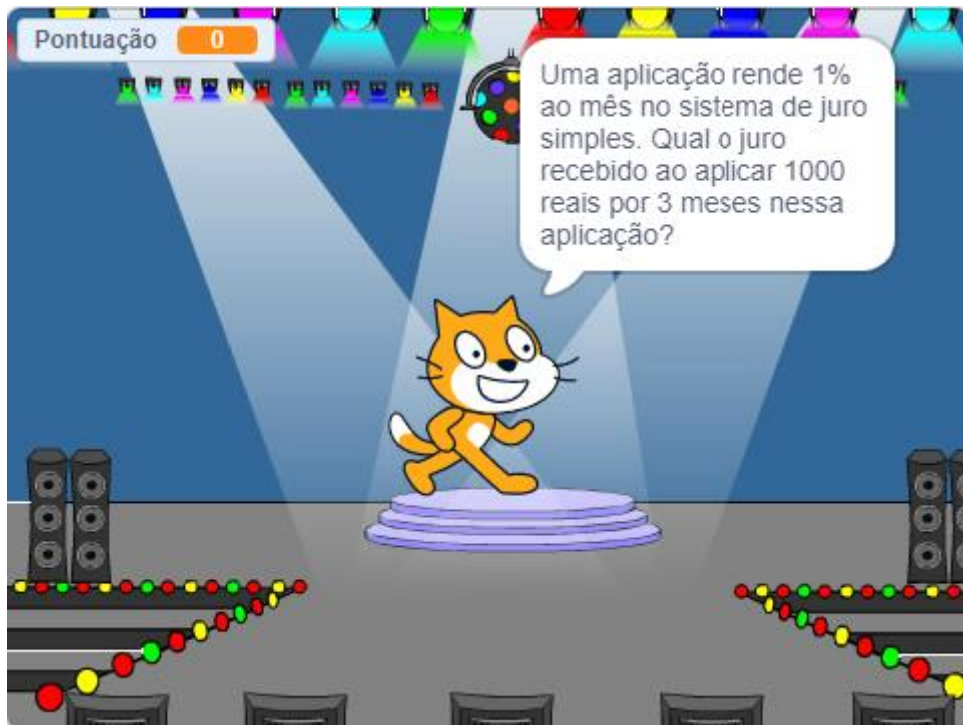 Pontuação 0
Uma aplicação rende 1%
ao mês no sistema de juro
simples. Qual o juro
recebido ao aplicar 1000
reais por 3 meses nessa
aplicação?